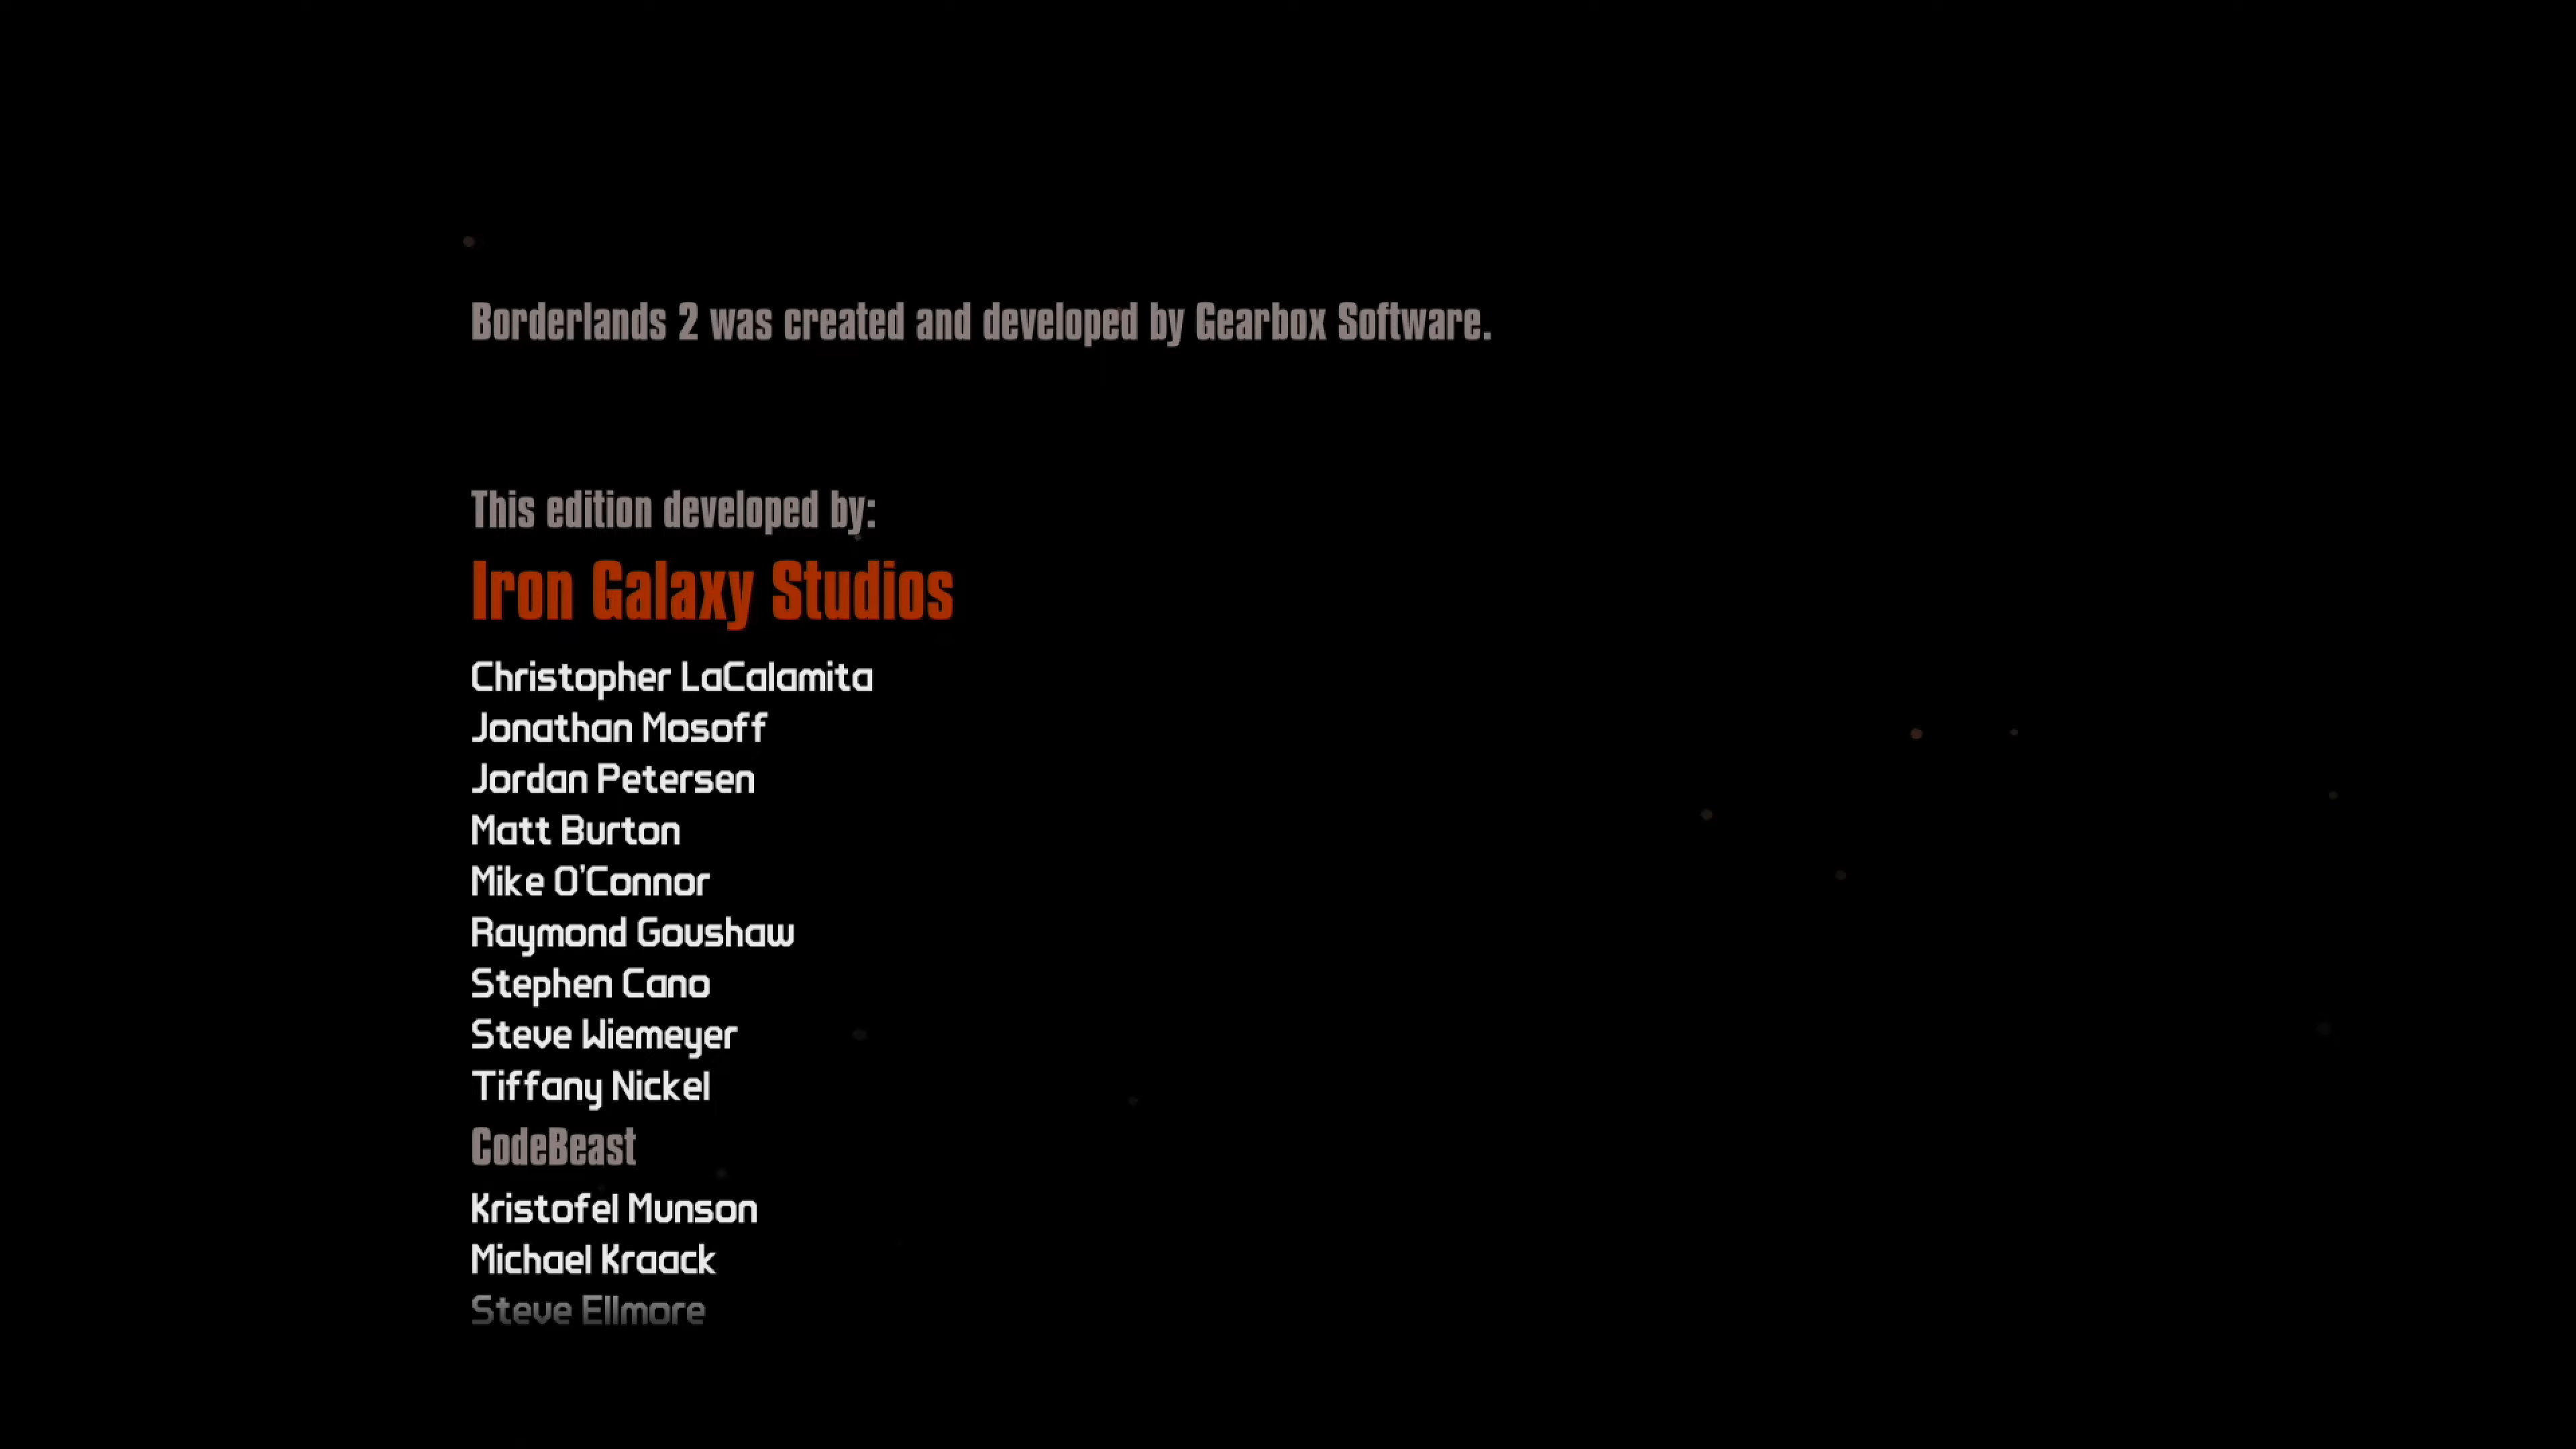 Borderlands 2 was created and developed by Gearbox Software.
This edition developed by:
Iron Galaxy Studios
Christopher LaCalamita
Jonathan Mosoff
Jordan Petersen
Matt Burton
Mike O'Connor
Raymond Goushaw
Stephen Cano
Steve Wiemeyer
Tiffany Nickel
CodeBeast
Kristofel Munson
Michael Kraack
Steve Ellmore